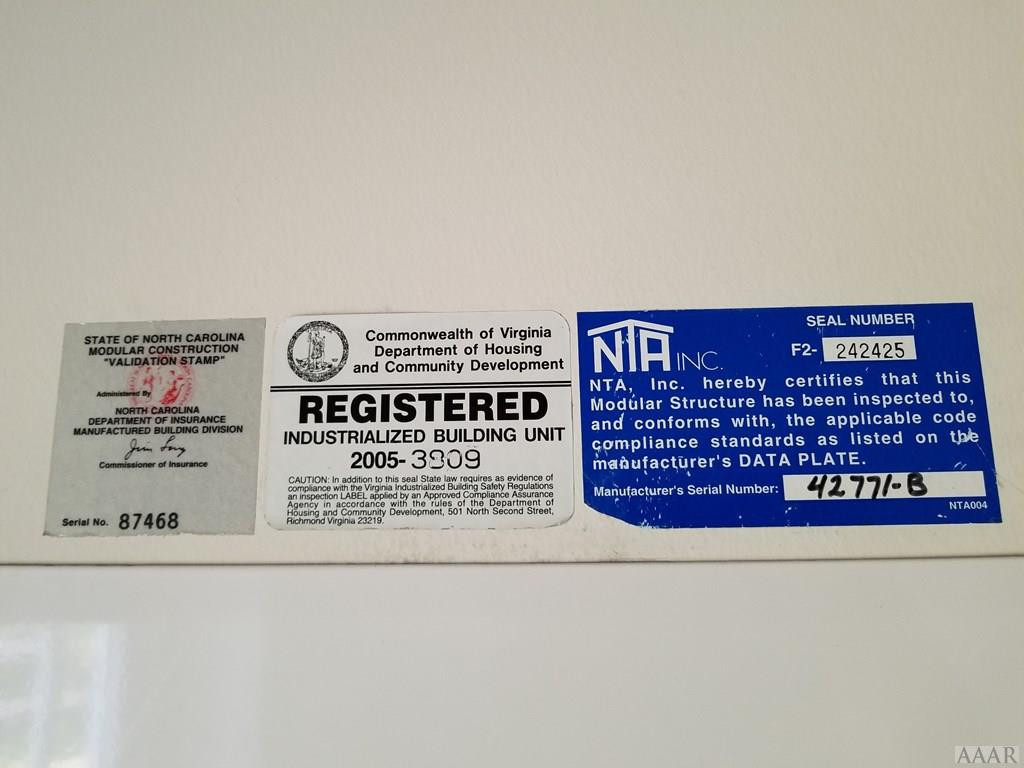 STATE OF NORTH CAROLINA
MODULAR CONSTRUCTION
"VALIDATION STAMP"
Administered By
NORTH CAROLINA
DEPARTMENT OF INSURANCE
MANUFACTURED BUILDING DIVISION
Jim Long
Commissioner of Insurance
Serial No. 87468
Commonwealth of Virginia
Department of Housing
and Community Development
REGISTERED
INDUSTRIALIZED BUILDING UNIT
2005-3809
CAUTION: In addition to this seal State law requires as evidence of
compliance with the Virginia Industrialized Building Safety Regulations
an inspection LABEL applied by an Approved Compliance Assurance
Agency in accordance with the rules of the Department of
Housing and Community Development, 501 North Second Street,
Richmond Virginia 23219.
NTA INC.
SEAL NUMBER
F2- 242425
NTA, Inc. hereby certifies that this
Modular Structure has been inspected to,
and conforms with, the applicable code
compliance standards as listed on the
manufacturer's DATA PLATE.
Manufacturer's Serial Number: 42771-B
NTA004
AAAR